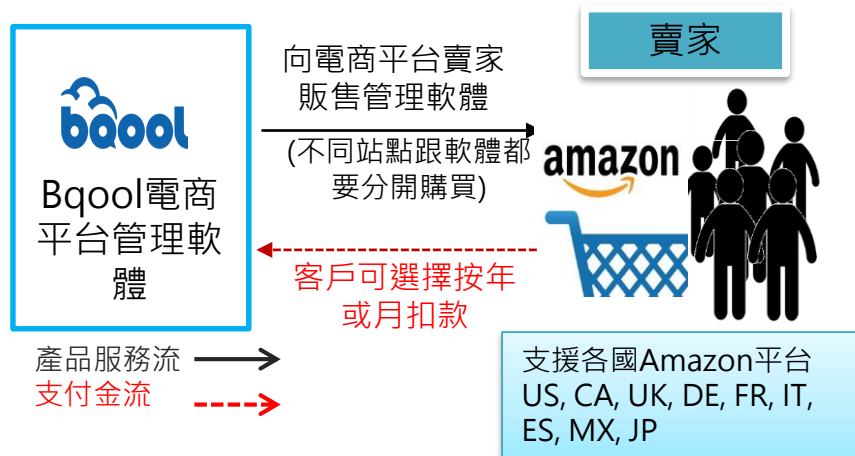 賣家
向電商平台賣家
販售管理軟體
(不同站點跟軟體都
要分開購買)
bqool
Bqool電商
平台管理軟
體
amazon
客戶可選擇按年
或月扣款
產品服務流
支付金流
支援各國Amazon平台
US, CA, UK, DE, FR, IT,
ES, MX, JP